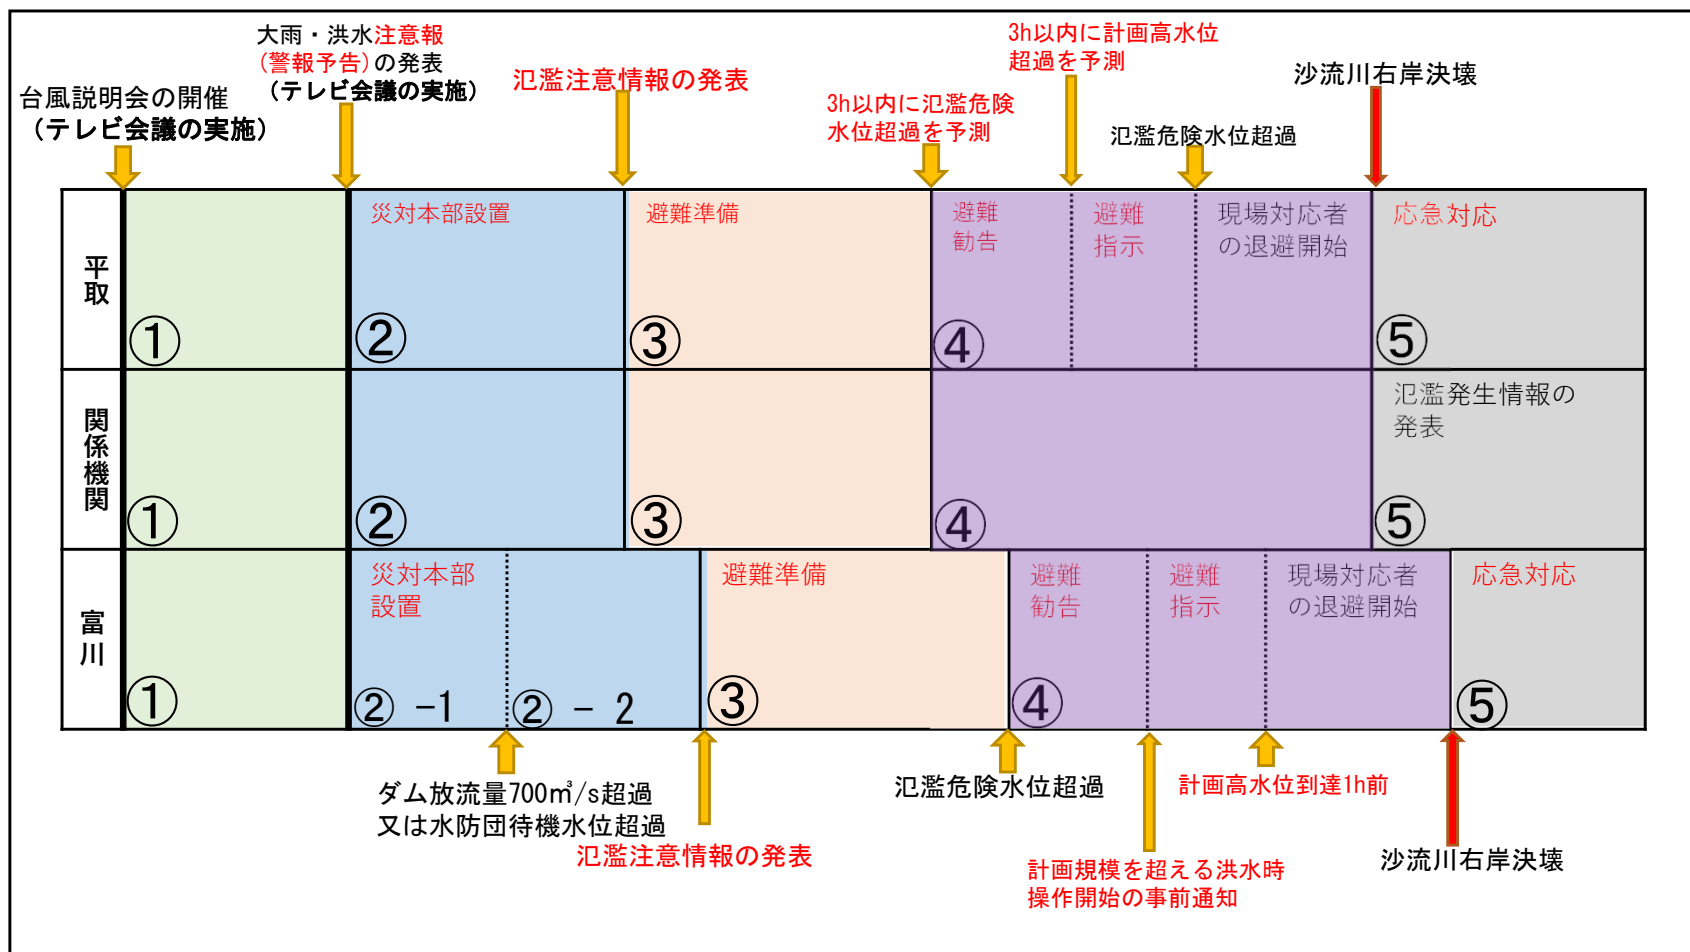 台風説明会の開催
（テレビ会議の実施）
大雨・洪水注意報
(警報予告)の発表
（テレビ会議の実施）
氾濫注意情報の発表
3h以内に氾濫危険
水位超過を予測
3h以内に計画高水位
超過を予測
氾濫危険水位超過
沙流川右岸決壊
平取
①
災対本部設置
②
避難準備
③
避難
勧告
④
避難
指示
現場対応者
の退避開始
応急対応
⑤
関係機関
①
②
③
④
氾濫発生情報の
発表
⑤
富川
①
災対本部
設置
②-1
②-2
避難準備
③
避難
勧告
④
避難
指示
現場対応者
の退避開始
応急対応
⑤
ダム放流量700㎥/s超過
又は水防団待機水位超過
氾濫注意情報の発表
氾濫危険水位超過
計画規模を超える洪水時
操作開始の事前通知
計画高水位到達1h前
沙流川右岸決壊